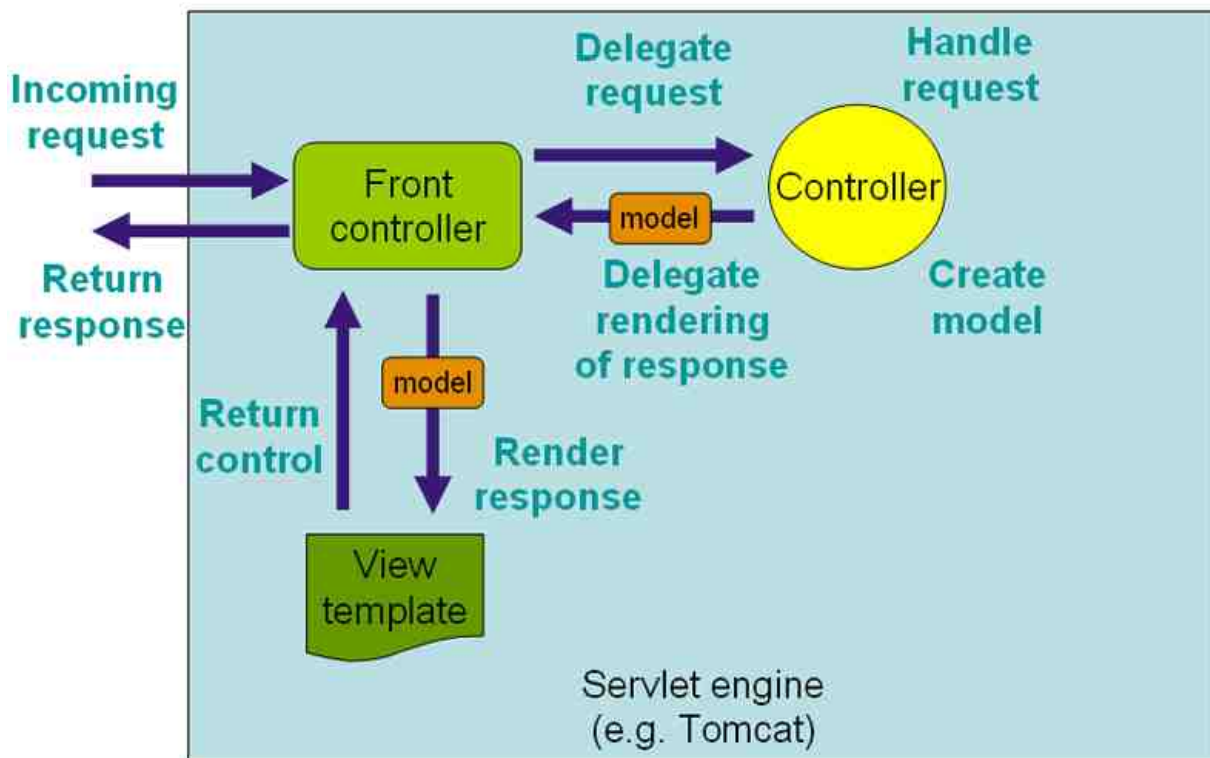 Incoming
request
Return
response
Front
controller
Delegate
request
Handle
request
Controller
model
Delegate
rendering
of response
Create
model
model
Return
control
Render
response
View
template
Servlet engine
(e.g. Tomcat)